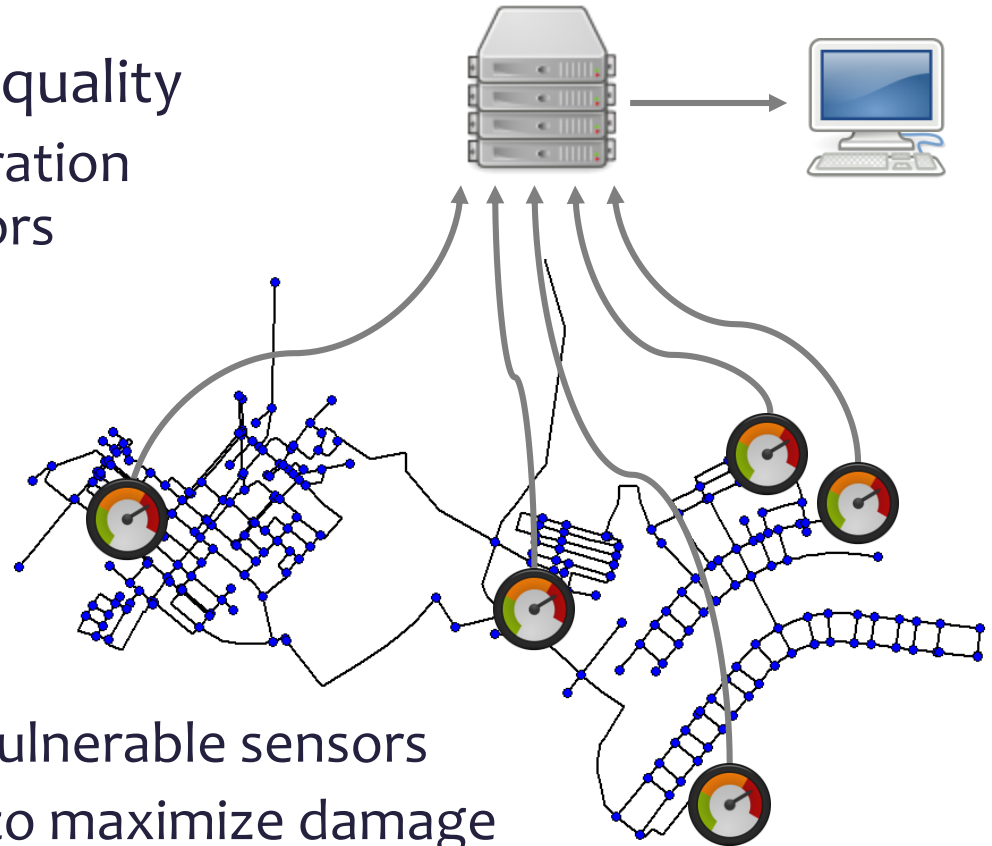 quality
ration
ors
ulnerable sensors
to maximize damage